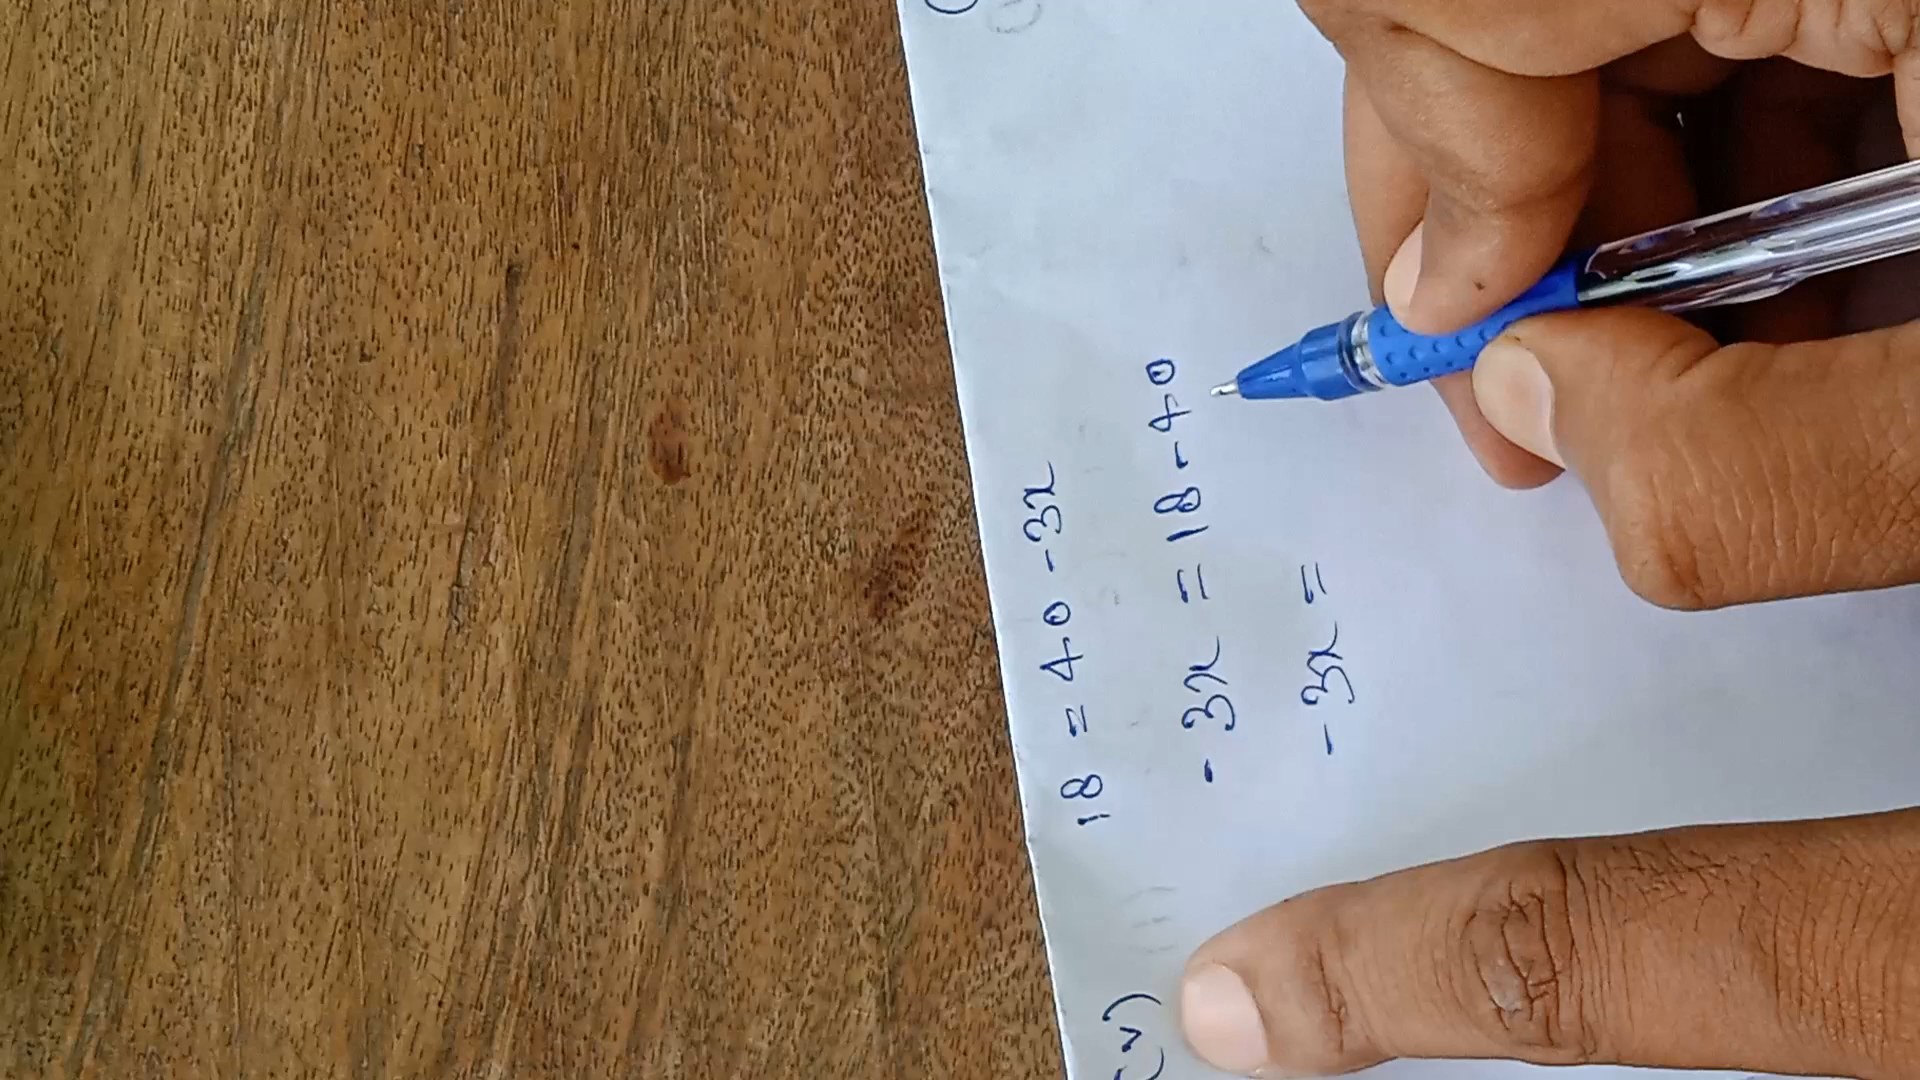 (v) 18 = 40 - 3x
- 3x = 18 - 40
- 3x =